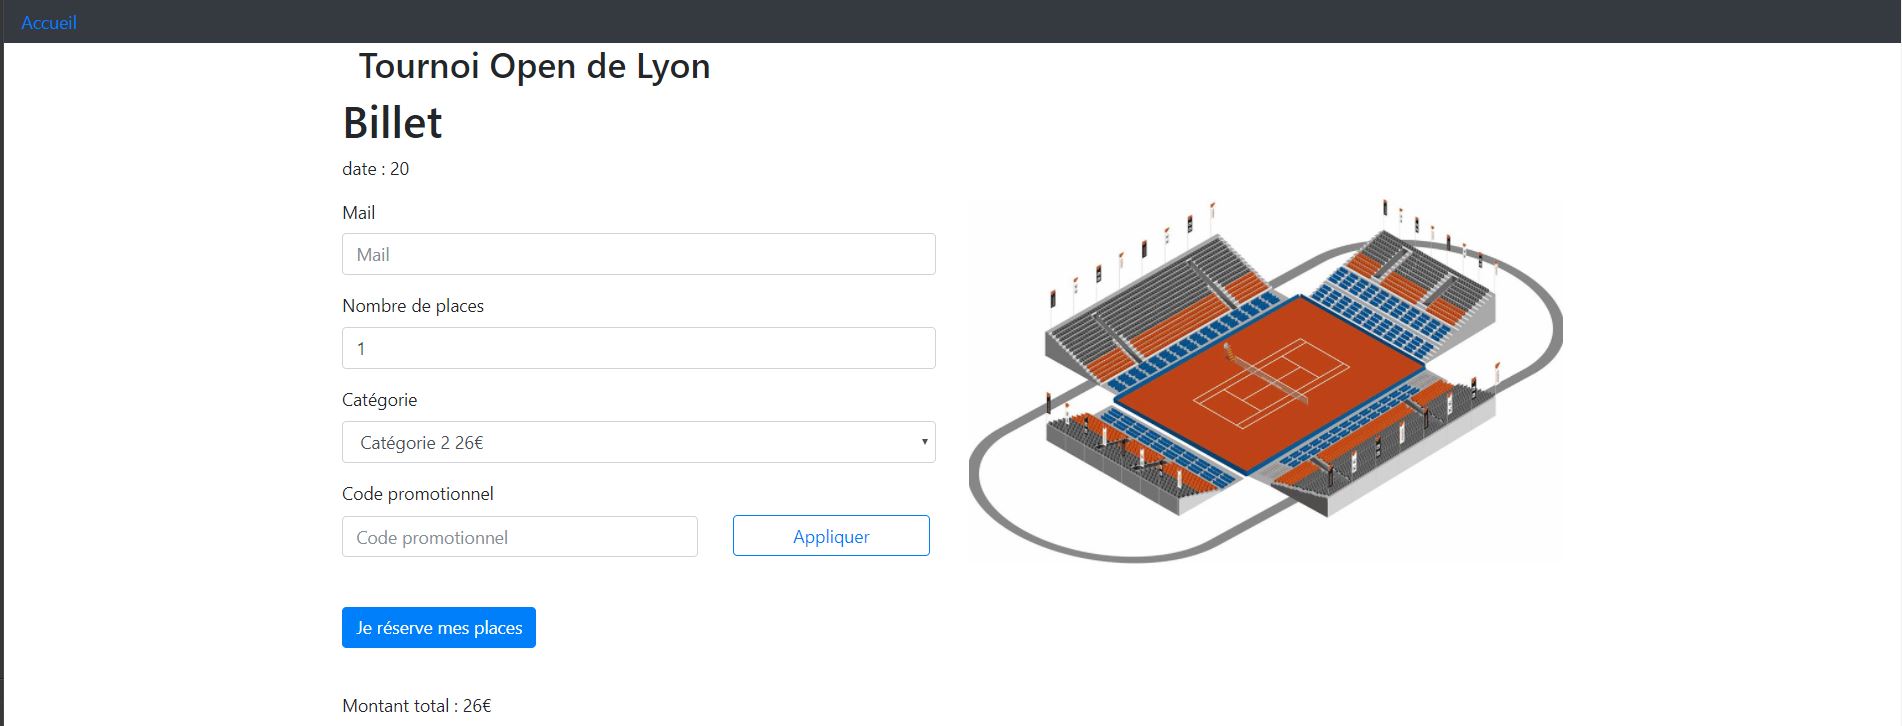 Accueil
Tournoi Open de Lyon
Billet
date : 20
Mail
Mail
Nombre de places
1
Catégorie
Catégorie 2 26€
Code promotionnel
Code promotionnel
Appliquer
Je réserve mes places
Montant total : 26€